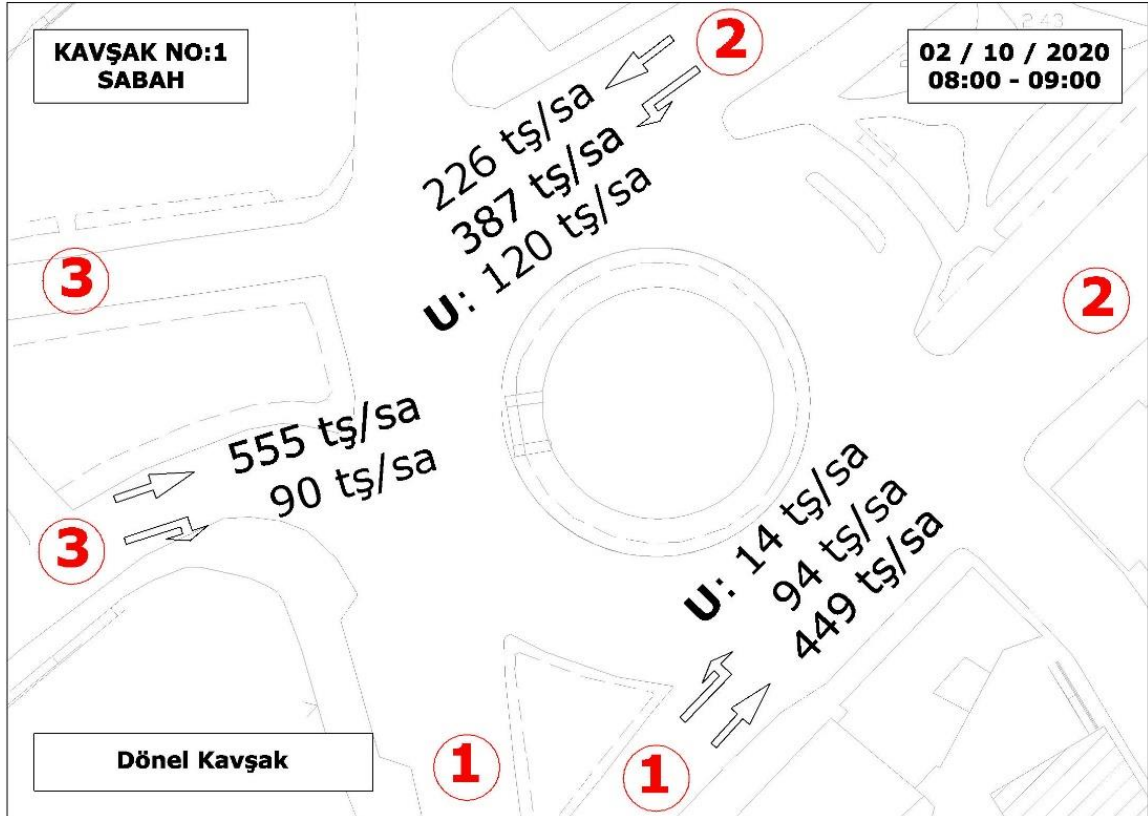 KAVŞAK NO:1
SABAH
2
02 / 10 / 2020
08:00 - 09:00
P 43
226 tş/sa
387 tş/sa
U: 120 tş/sa
3
2
555 tş/sa
90 tş/sa
3
U: 14 tş/sa
94 tş/sa
449 tş/sa
Dönel Kavşak
1
1